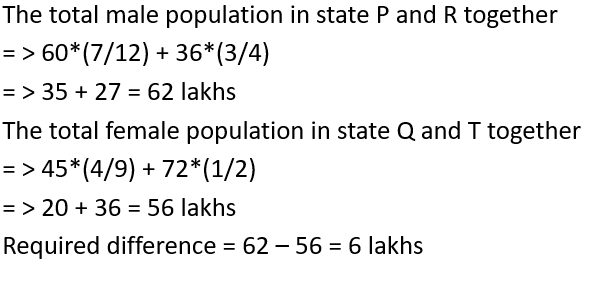 The total male population in state P and R together
= > 60*(7/12) + 36*(3/4)
= > 35 + 27 = 62 lakhs
The total female population in state Q and T together
= > 45*(4/9) + 72*(1/2)
= > 20 + 36 = 56 lakhs
Required difference = 62 – 56 = 6 lakhs